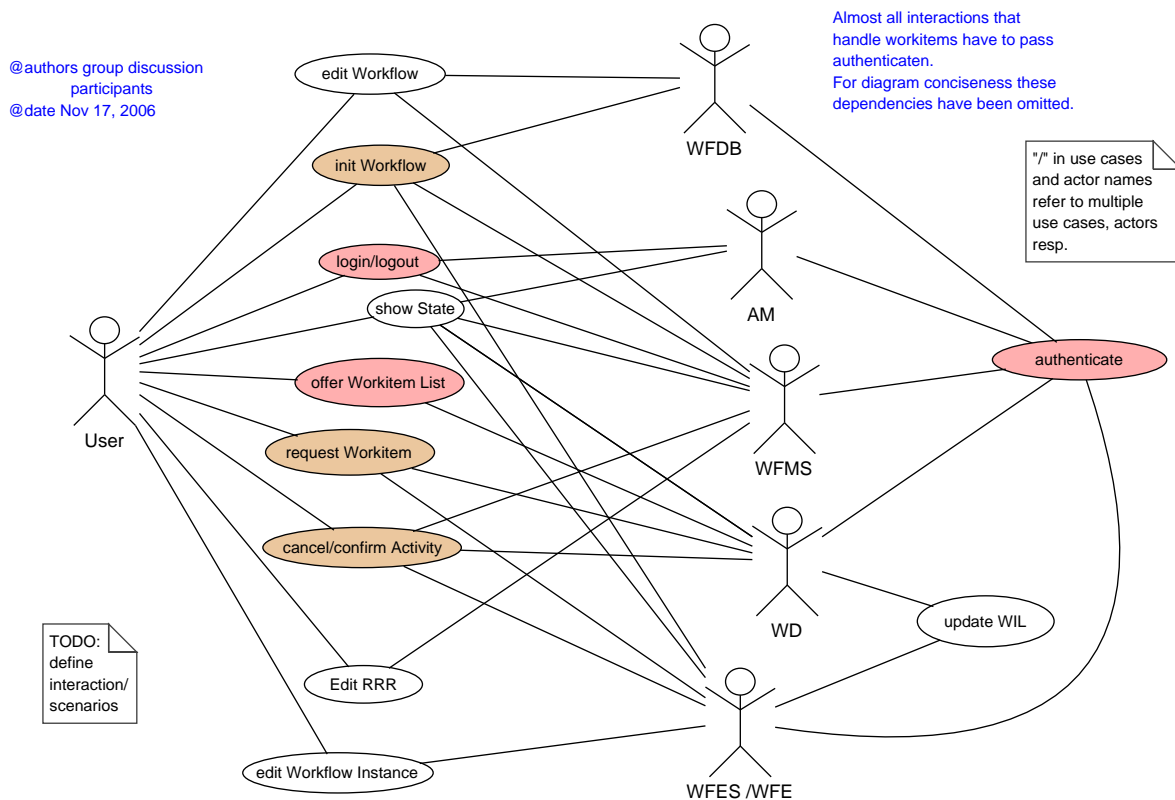 @authors group discussion
participants
@date Nov 17, 2006
Almost all interactions that
handle workitems have to pass
authenticaten.
For diagram conciseness these
dependencies have been omitted.
edit Workflow
WFDB
"/" in use cases
and actor names
refer to multiple
use cases, actors
resp.
init Workflow
login/logout
AM
show State
authenticate
offer Workitem List
User
request Workitem
WFMS
cancel/confirm Activity
WD
update WIL
TODO:
define
interaction/
scenarios
Edit RRR
edit Workflow Instance
WFES /WFE